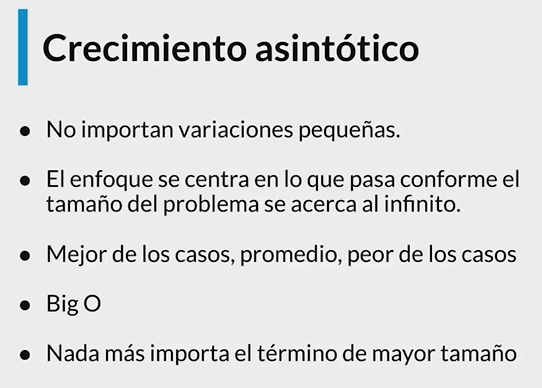 Crecimiento asintótico
● No importan variaciones pequeñas.
● El enfoque se centra en lo que pasa conforme el
tamaño del problema se acerca al infinito.
● Mejor de los casos, promedio, peor de los casos
● Big O
● Nada más importa el término de mayor tamaño